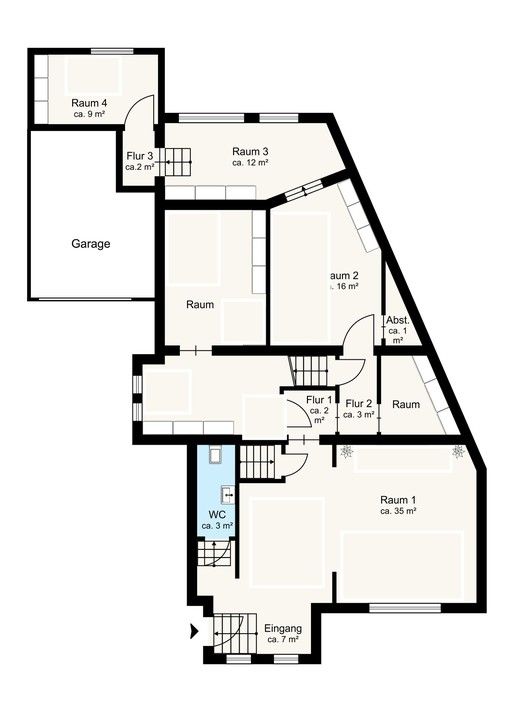 Raum 4
ca. 9 m²
Flur 3
ca.2 m²
Raum 3
ca. 12 m²
Garage
Raum
aum 2
. 16 m²
Abst.
ca. 1
m²
Flur 1
ca. 2
m²
Flur 2
ca. 3 m²
Raum
WC
ca. 3 m²
Raum 1
ca. 35 m²
Eingang
ca. 7 m²